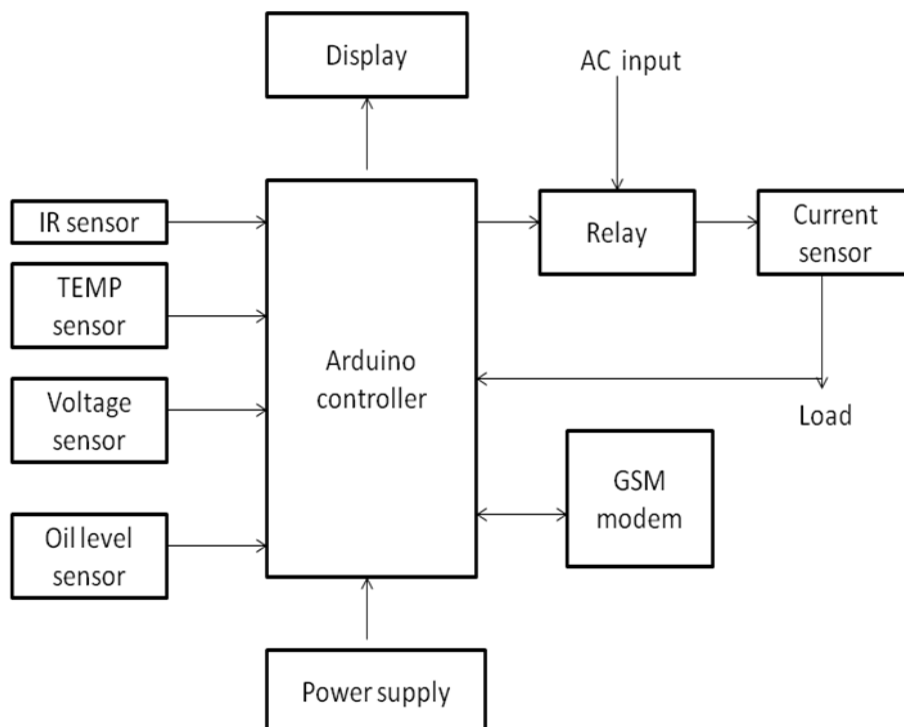 Display
AC input
IR sensor
Relay
Current
sensor
TEMP
sensor
Arduino
controller
Voltage
sensor
Load
GSM
modem
Oil level
sensor
Power supply